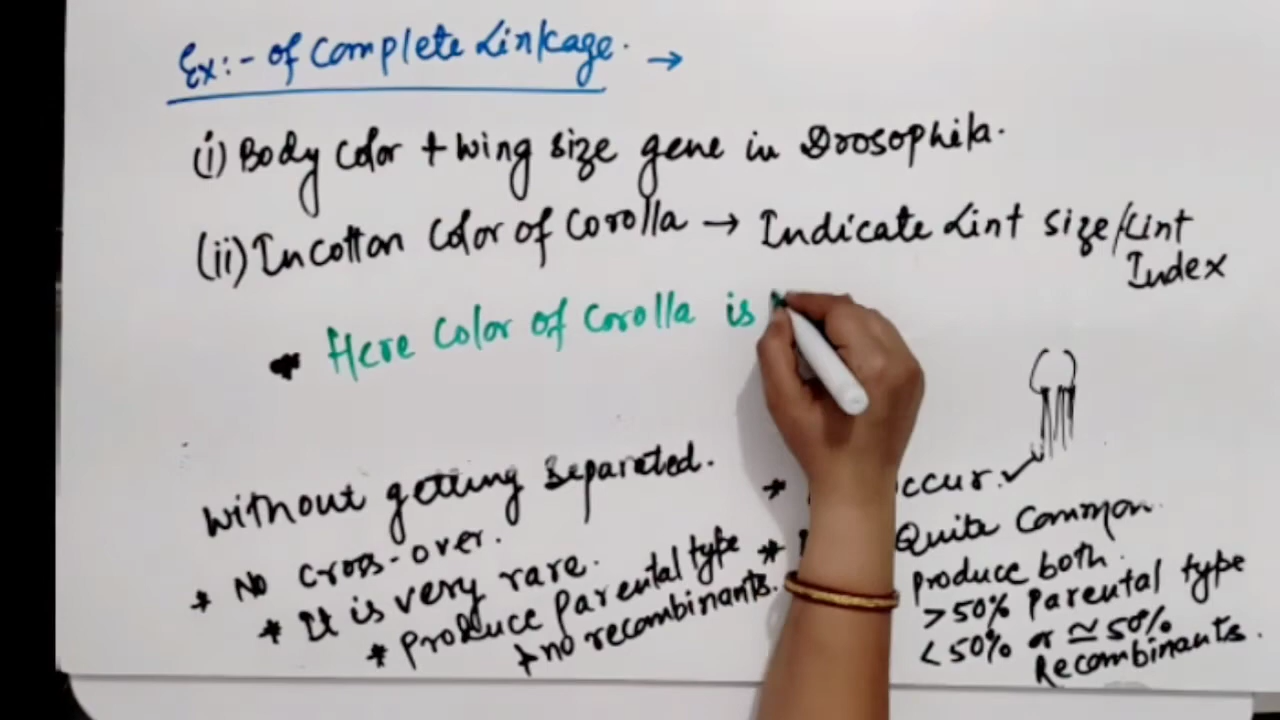 Ex:- of Complete Linkage. →
(i) Body Color + wing size gene in Drosophila.
(ii) In cotton Color of Corolla → Indicate Lint size/Lint
Index
Here Color of Corolla is
without getting separated.
* No cross-over.
* It is very rare.
* Produce Parental type
+ no recombinants.
* ccur. ✓
* Quite Common
Produce both
>50% Parental type
<50% or ≃ 50%
Recombinants.